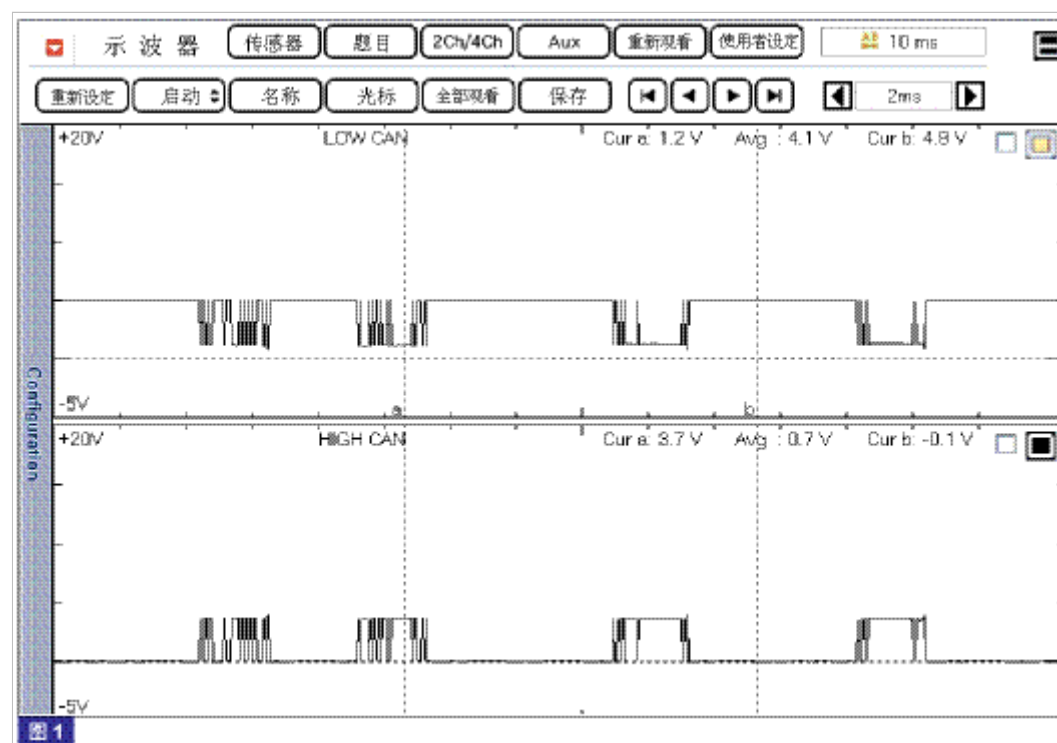 示波器 传感器 题目 2Ch/4Ch Aux 重新观看 使用者设定 10 ms
重新设定 启动 名称 光标 全部观看 保存 2ms
+20V LOW CAN Cur a: 1.2 V Avg : 4.1 V Cur b: 4.9 V
Configuration
-5V a b
+20V HIGH CAN Cur a: 3.7 V Avg : 0.7 V Cur b: -0.1 V
-5V
图 1